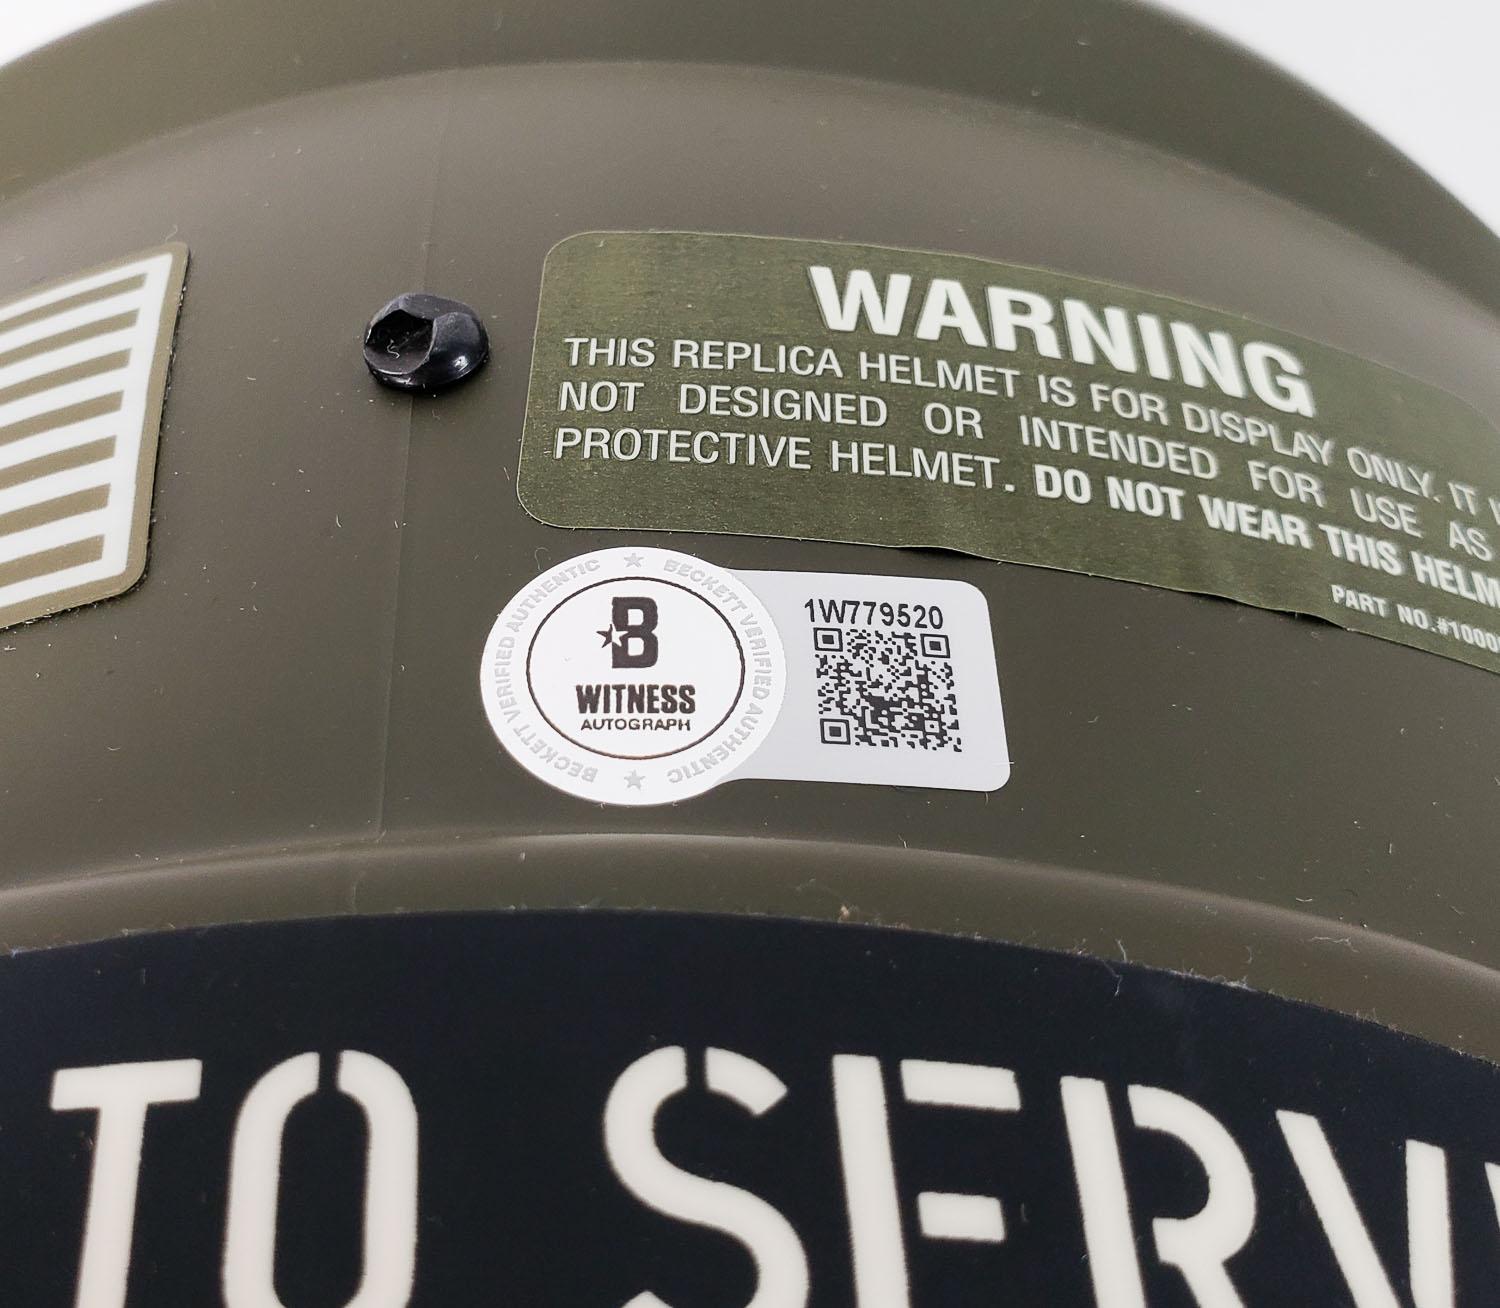 WARNING
THIS REPLICA HELMET IS FOR DISPLAY ONLY. IT
NOT DESIGNED OR INTENDED FOR USE AS
PROTECTIVE HELMET. DO NOT WEAR THIS
PART NO.
BECKETT VERIFIED AUTHENTIC
BECKETT VERIFIED AUTHENTIC
B
WITNESS
AUTOGRAPH
1W779520
TO